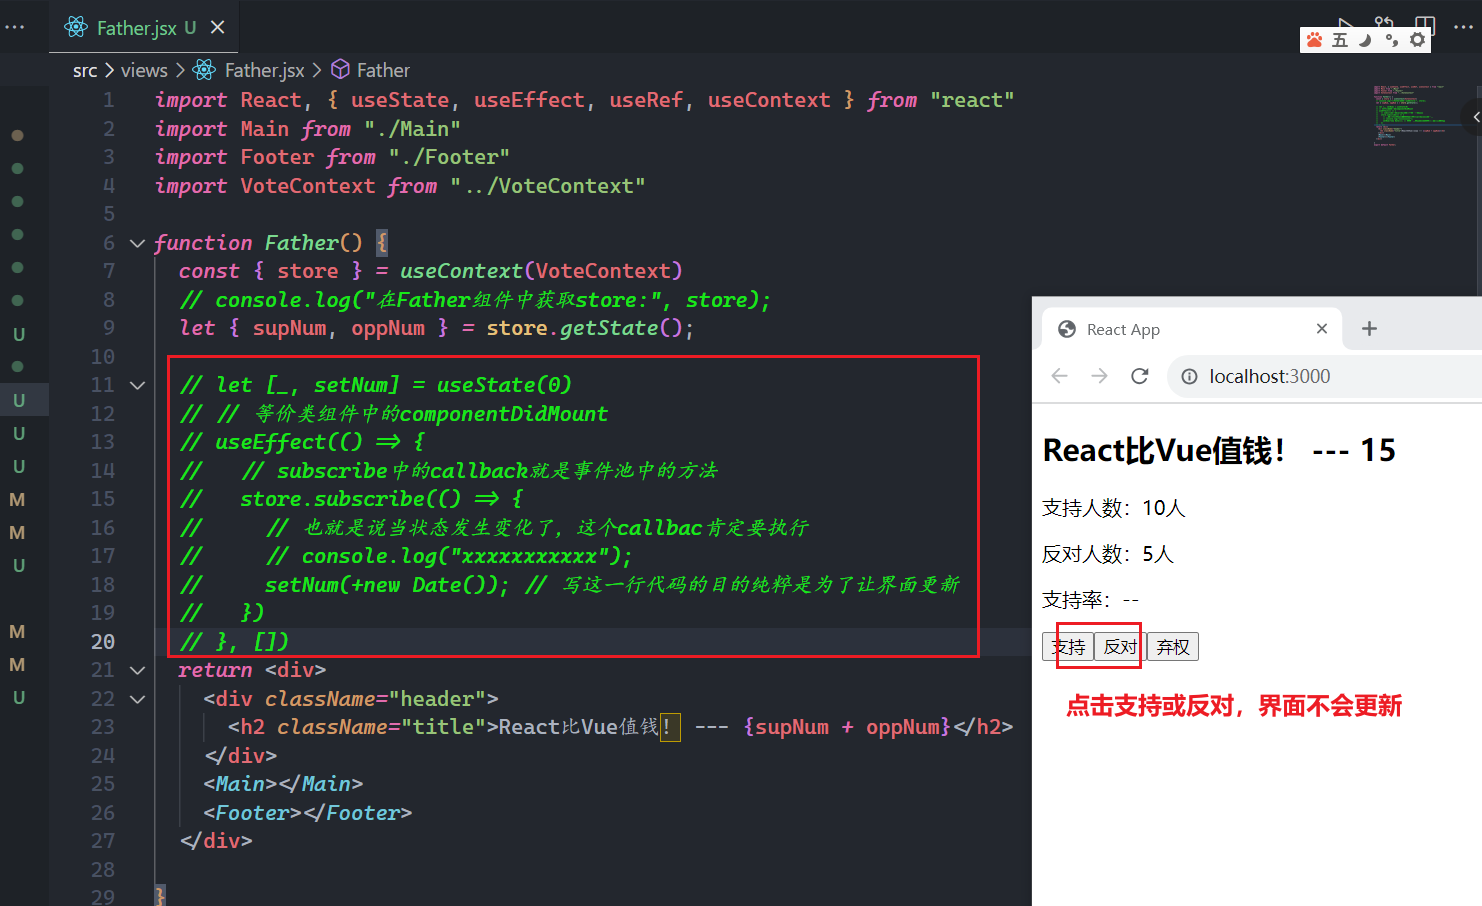 Father.jsx U
五
src > views > Father.jsx > Father
1 import React, { useState, useEffect, useRef, useContext } from "react"
2 import Main from "./Main"
3 import Footer from "./Footer"
4 import VoteContext from "../VoteContext"
5
6 function Father() {
7 const { store } = useContext(VoteContext)
8 // console.log("在Father组件中获取store:", store);
9 let { supNum, oppNum } = store.getState();
10
11 // let [_, setNum] = useState(0)
12 // // 等价类组件中的componentDidMount
13 // useEffect(() => {
14 //   // subscribe中的callback就是事件池中的方法
15 //   store.subscribe(() => {
16 //     // 也就是说当状态发生变化了，这个callbac肯定要执行
17 //     // console.log("xxxxxxxxxxx");
18 //     setNum(+new Date()); // 写这一行代码的目的纯粹是为了让界面更新
19 //   })
20 // }, [])
21 return <div>
22 <div className="header">
23 <h2 className="title">React比Vue值钱！ --- {supNum + oppNum}</h2>
24 </div>
25 <Main></Main>
26 <Footer></Footer>
27 </div>
28
29 }
U
U
U
U
M
M
U
M
M
U
React App
localhost:3000
React比Vue值钱！ --- 15
支持人数：10人
反对人数：5人
支持率：--
支持 反对 弃权
点击支持或反对，界面不会更新